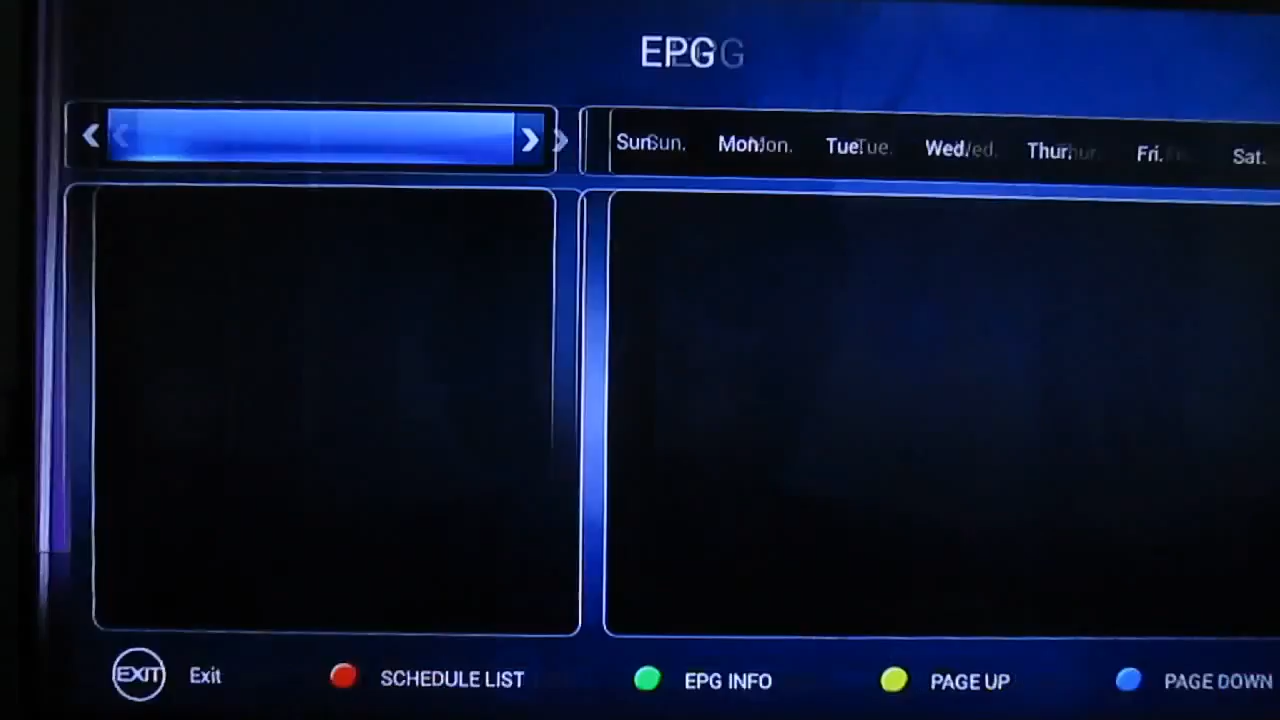 EPG
Sun. Mon. Tue. Wed. Thur. Fri. Sat.
EXIT Exit SCHEDULE LIST EPG INFO PAGE UP PAGE DOWN